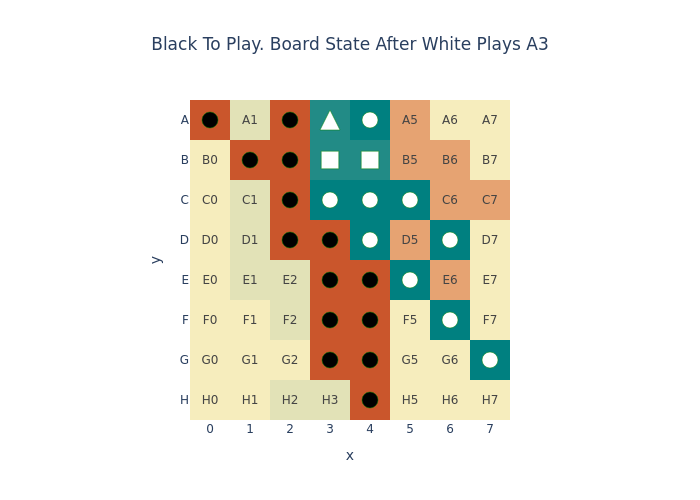 Black To Play. Board State After White Plays A3
A A1 A5 A6 A7
B B0 B5 B6 B7
C C0 C1 C6 C7
D D0 D1 D5 D7
E E0 E1 E2 E6 E7
F F0 F1 F2 F5 F7
G G0 G1 G2 G5 G6
H H0 H1 H2 H3 H5 H6 H7
0 1 2 3 4 5 6 7
x
y